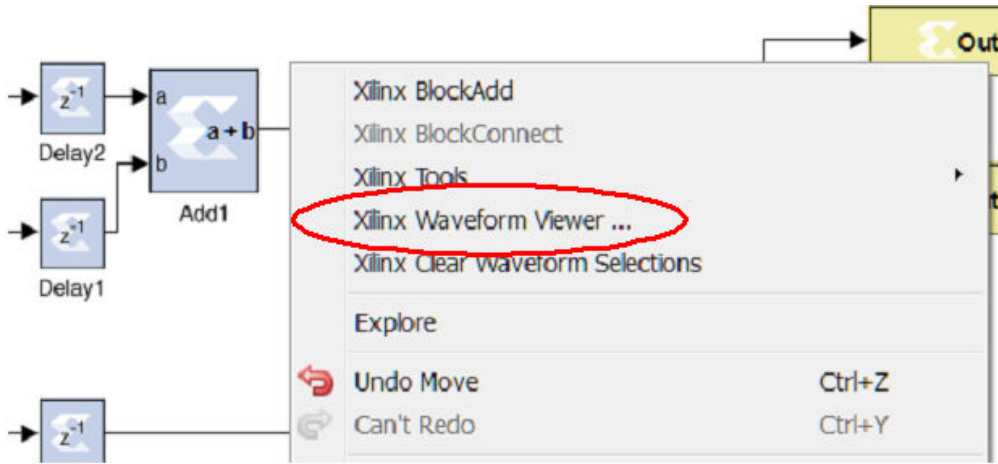 Out
z-1
a
a + b
Delay2
b
z-1
Add1
Delay1
z-1
Xilinx BlockAdd
Xilinx BlockConnect
Xilinx Tools
Xilinx Waveform Viewer ...
Xilinx Clear Waveform Selections
Explore
Undo Move Ctrl+Z
Can't Redo Ctrl+Y